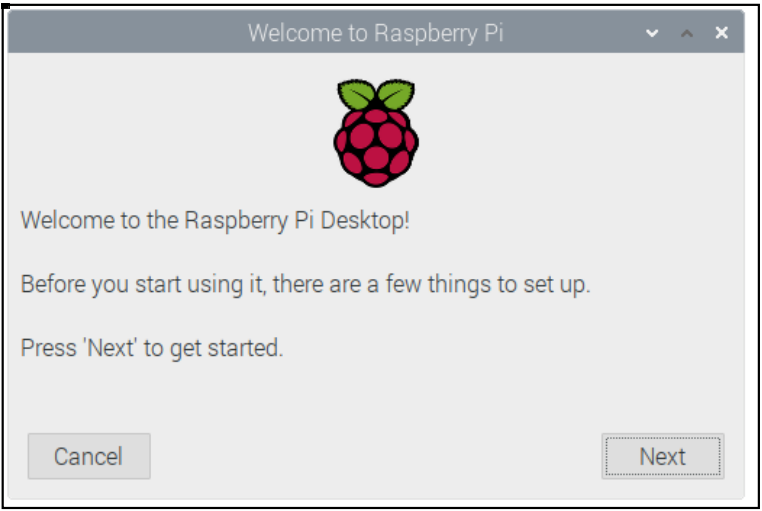 Welcome to Raspberry Pi
Welcome to the Raspberry Pi Desktop!
Before you start using it, there are a few things to set up.
Press 'Next' to get started.
Cancel
Next